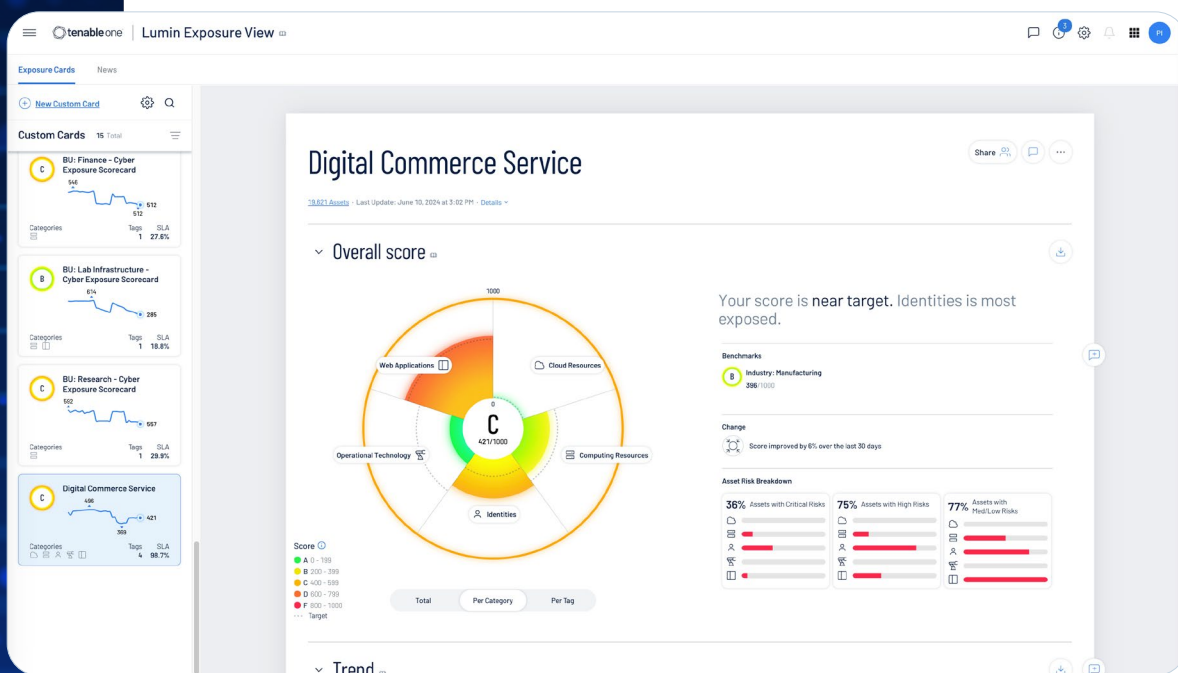 tenable one
Lumin Exposure View
3
PI
Exposure Cards
News
New Custom Card
Custom Cards
15 Total
C
BU: Finance - Cyber
Exposure Scorecard
546
512
512
Categories
Tags
SLA
1
27.6%
B
BU: Lab Infrastructure -
Cyber Exposure Scorecard
614
285
Categories
Tags
SLA
1
18.8%
C
BU: Research - Cyber
Exposure Scorecard
592
557
Categories
Tags
SLA
1
29.9%
C
Digital Commerce Service
496
421
369
Categories
Tags
SLA
4
98.7%
Digital Commerce Service
Share
19,621 Assets - Last Update: June 10, 2024 at 3:02 PM - Details
Overall score
1000
Web Applications
Cloud Resources
0
C
421/1000
Operational Technology
Computing Resources
Identities
Score
A 0 - 199
B 200 - 399
C 400 - 599
D 600 - 799
F 800 - 1000
Target
Total
Per Category
Per Tag
Your score is near target. Identities is most
exposed.
Benchmarks
B
Industry: Manufacturing
396/1000
Change
Score improved by 6% over the last 30 days
Asset Risk Breakdown
36% Assets with Critical Risks
75% Assets with High Risks
77% Assets with
Med/Low Risks
Trend